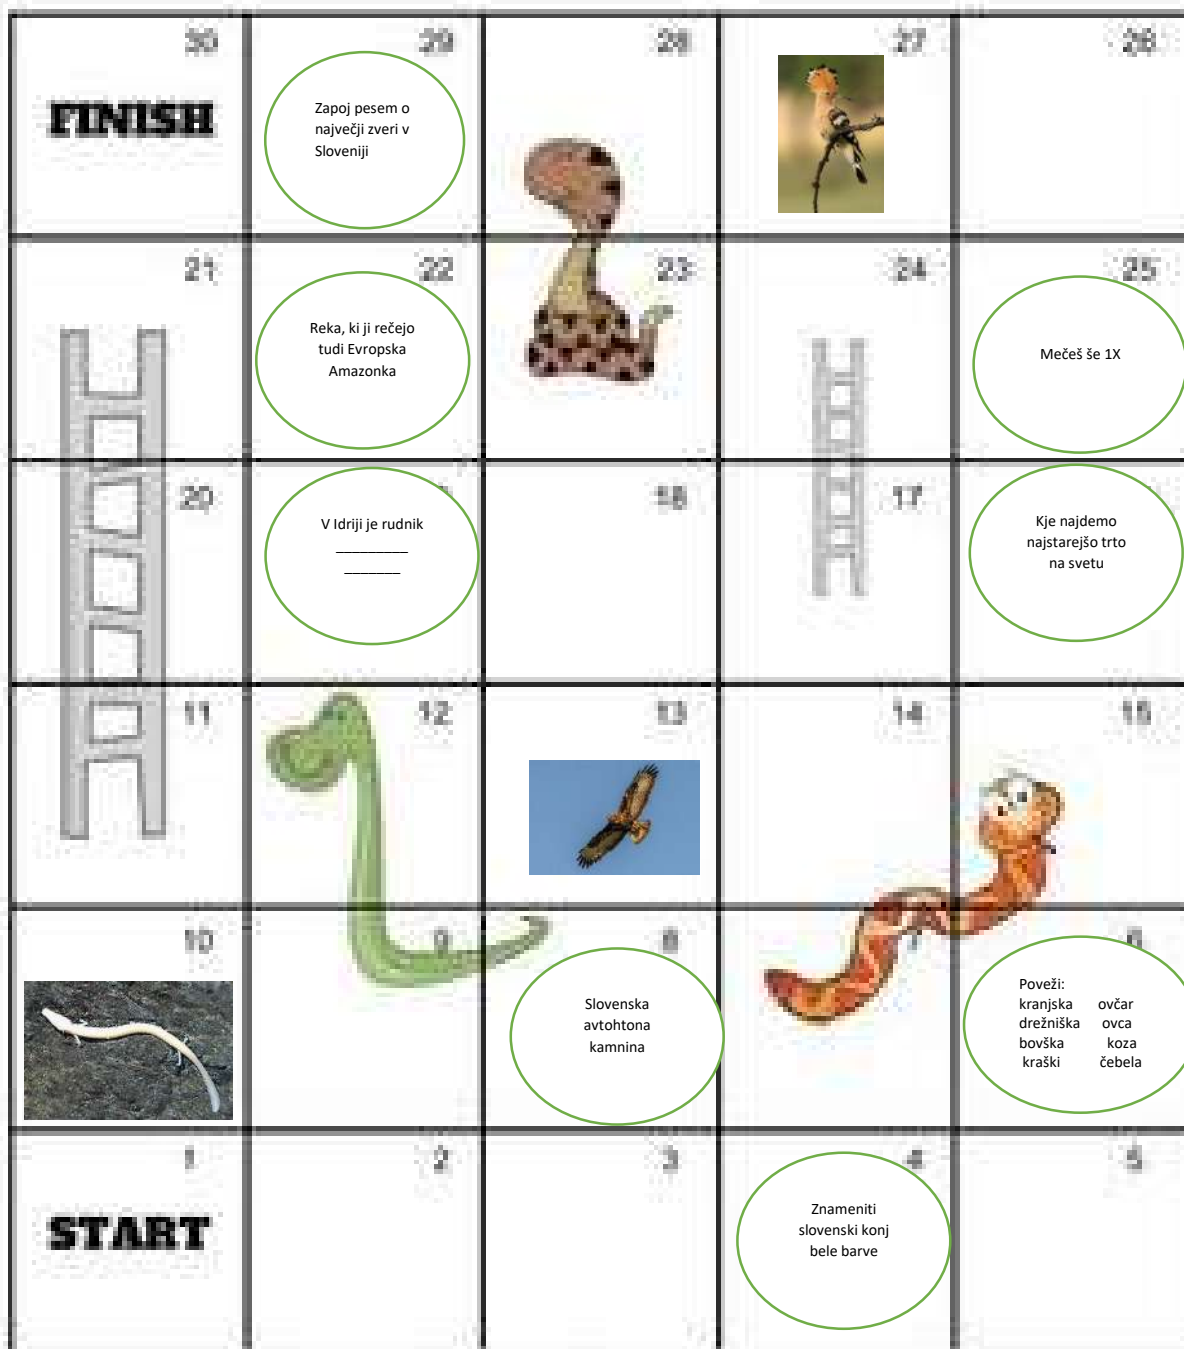 30
29
28
27
26
FINISH
Zapoj pesem o
največji zveri v
Sloveniji
21
22
23
24
25
Reka, ki ji rečejo
tudi Evropska
Amazonka
Mečeš še 1X
20
18
17
V Idriji je rudnik
_________
_______
Kje najdemo
najstarejšo trto
na svetu
11
12
13
14
15
10
9
8
6
Slovenska
avtohtona
kamnina
Poveži:
kranjska ovčar
drežniška ovca
bovška koza
kraški čebela
1
2
3
4
5
START
Znameniti
slovenski konj
bele barve